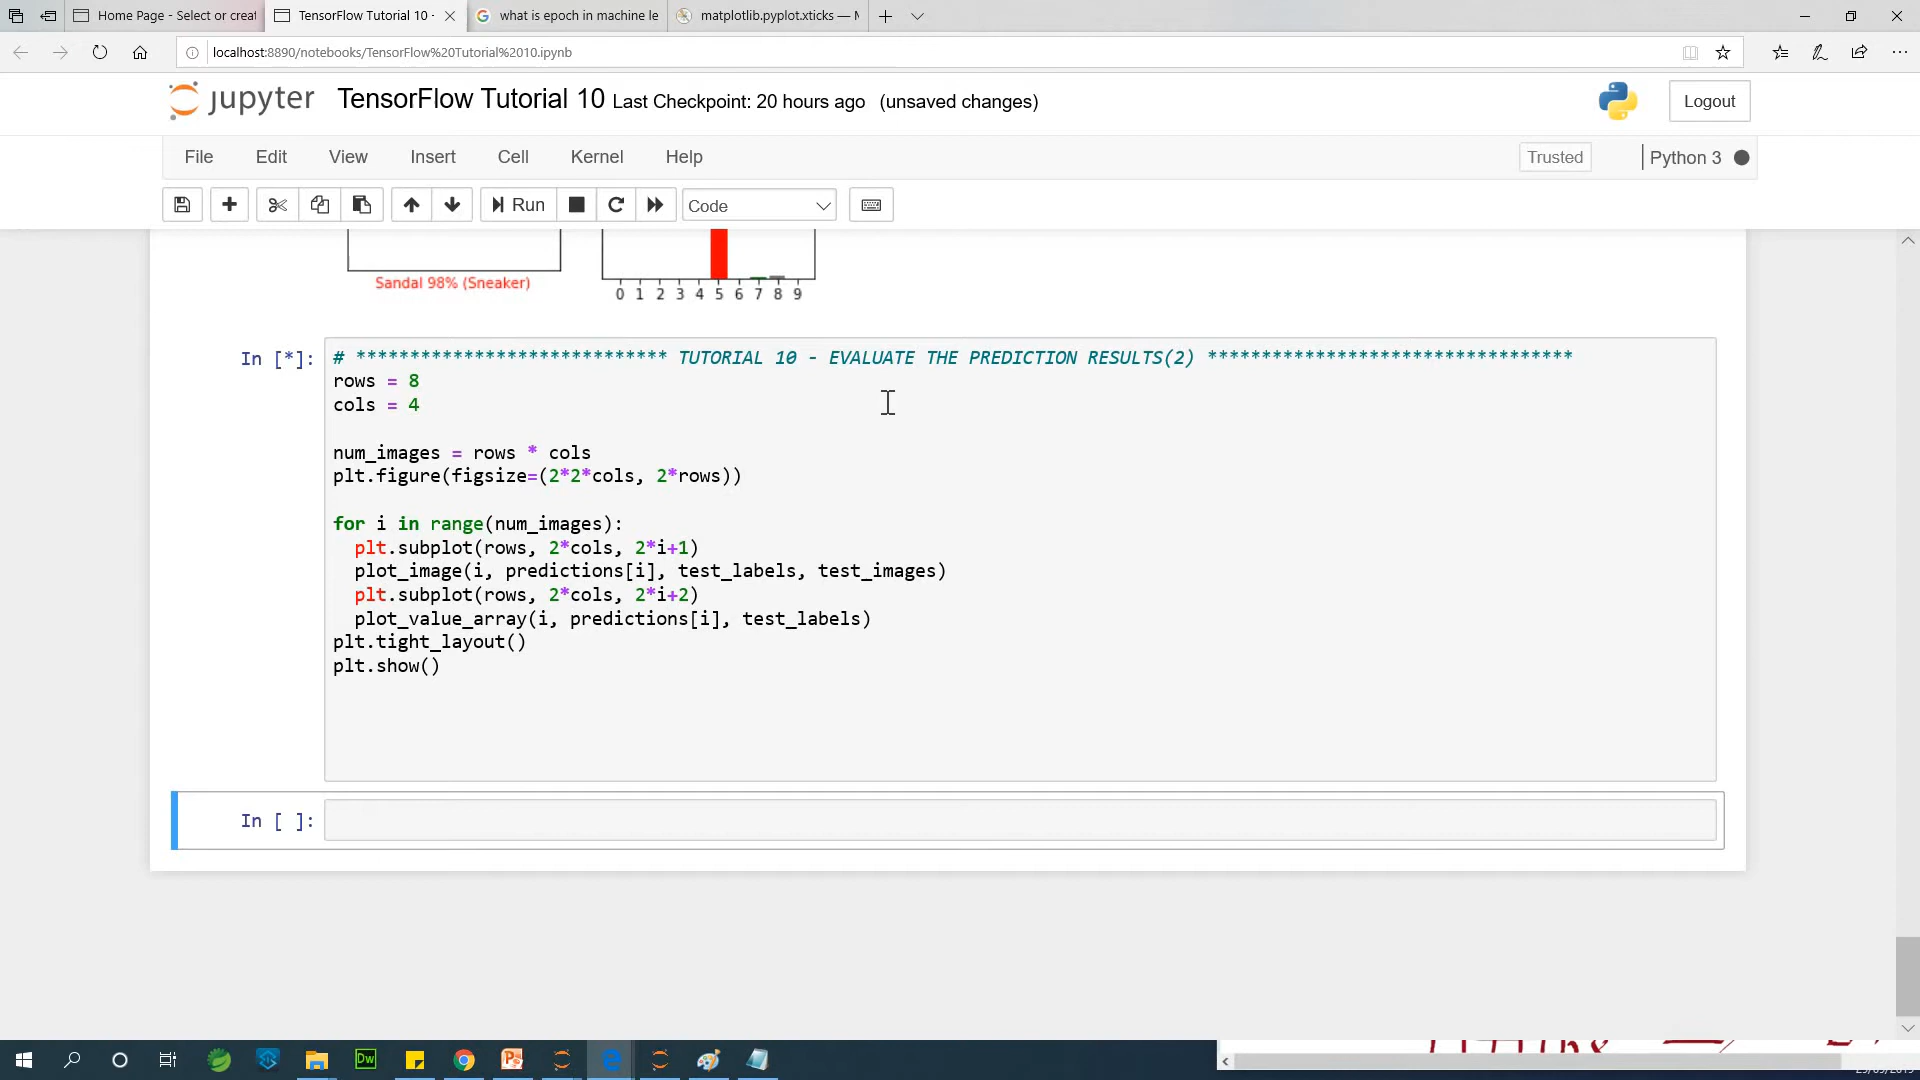 Home Page - Select or creat
TensorFlow Tutorial 10 -
what is epoch in machine le
matplotlib.pyplot.xticks —
localhost:8890/notebooks/TensorFlow%20Tutorial%2010.ipynb
jupyter
TensorFlow Tutorial 10
Last Checkpoint: 20 hours ago (unsaved changes)
Logout
File Edit View Insert Cell Kernel Help
Trusted
Python 3
Run
Code
Sandal 98% (Sneaker)
0 1 2 3 4 5 6 7 8 9
In [*]:
# ***************************** TUTORIAL 10 - EVALUATE THE PREDICTION RESULTS(2) **********************************
rows = 8
cols = 4
num_images = rows * cols
plt.figure(figsize=(2*2*cols, 2*rows))
for i in range(num_images):
  plt.subplot(rows, 2*cols, 2*i+1)
  plot_image(i, predictions[i], test_labels, test_images)
  plt.subplot(rows, 2*cols, 2*i+2)
  plot_value_array(i, predictions[i], test_labels)
plt.tight_layout()
plt.show()
In [ ]:
Dw